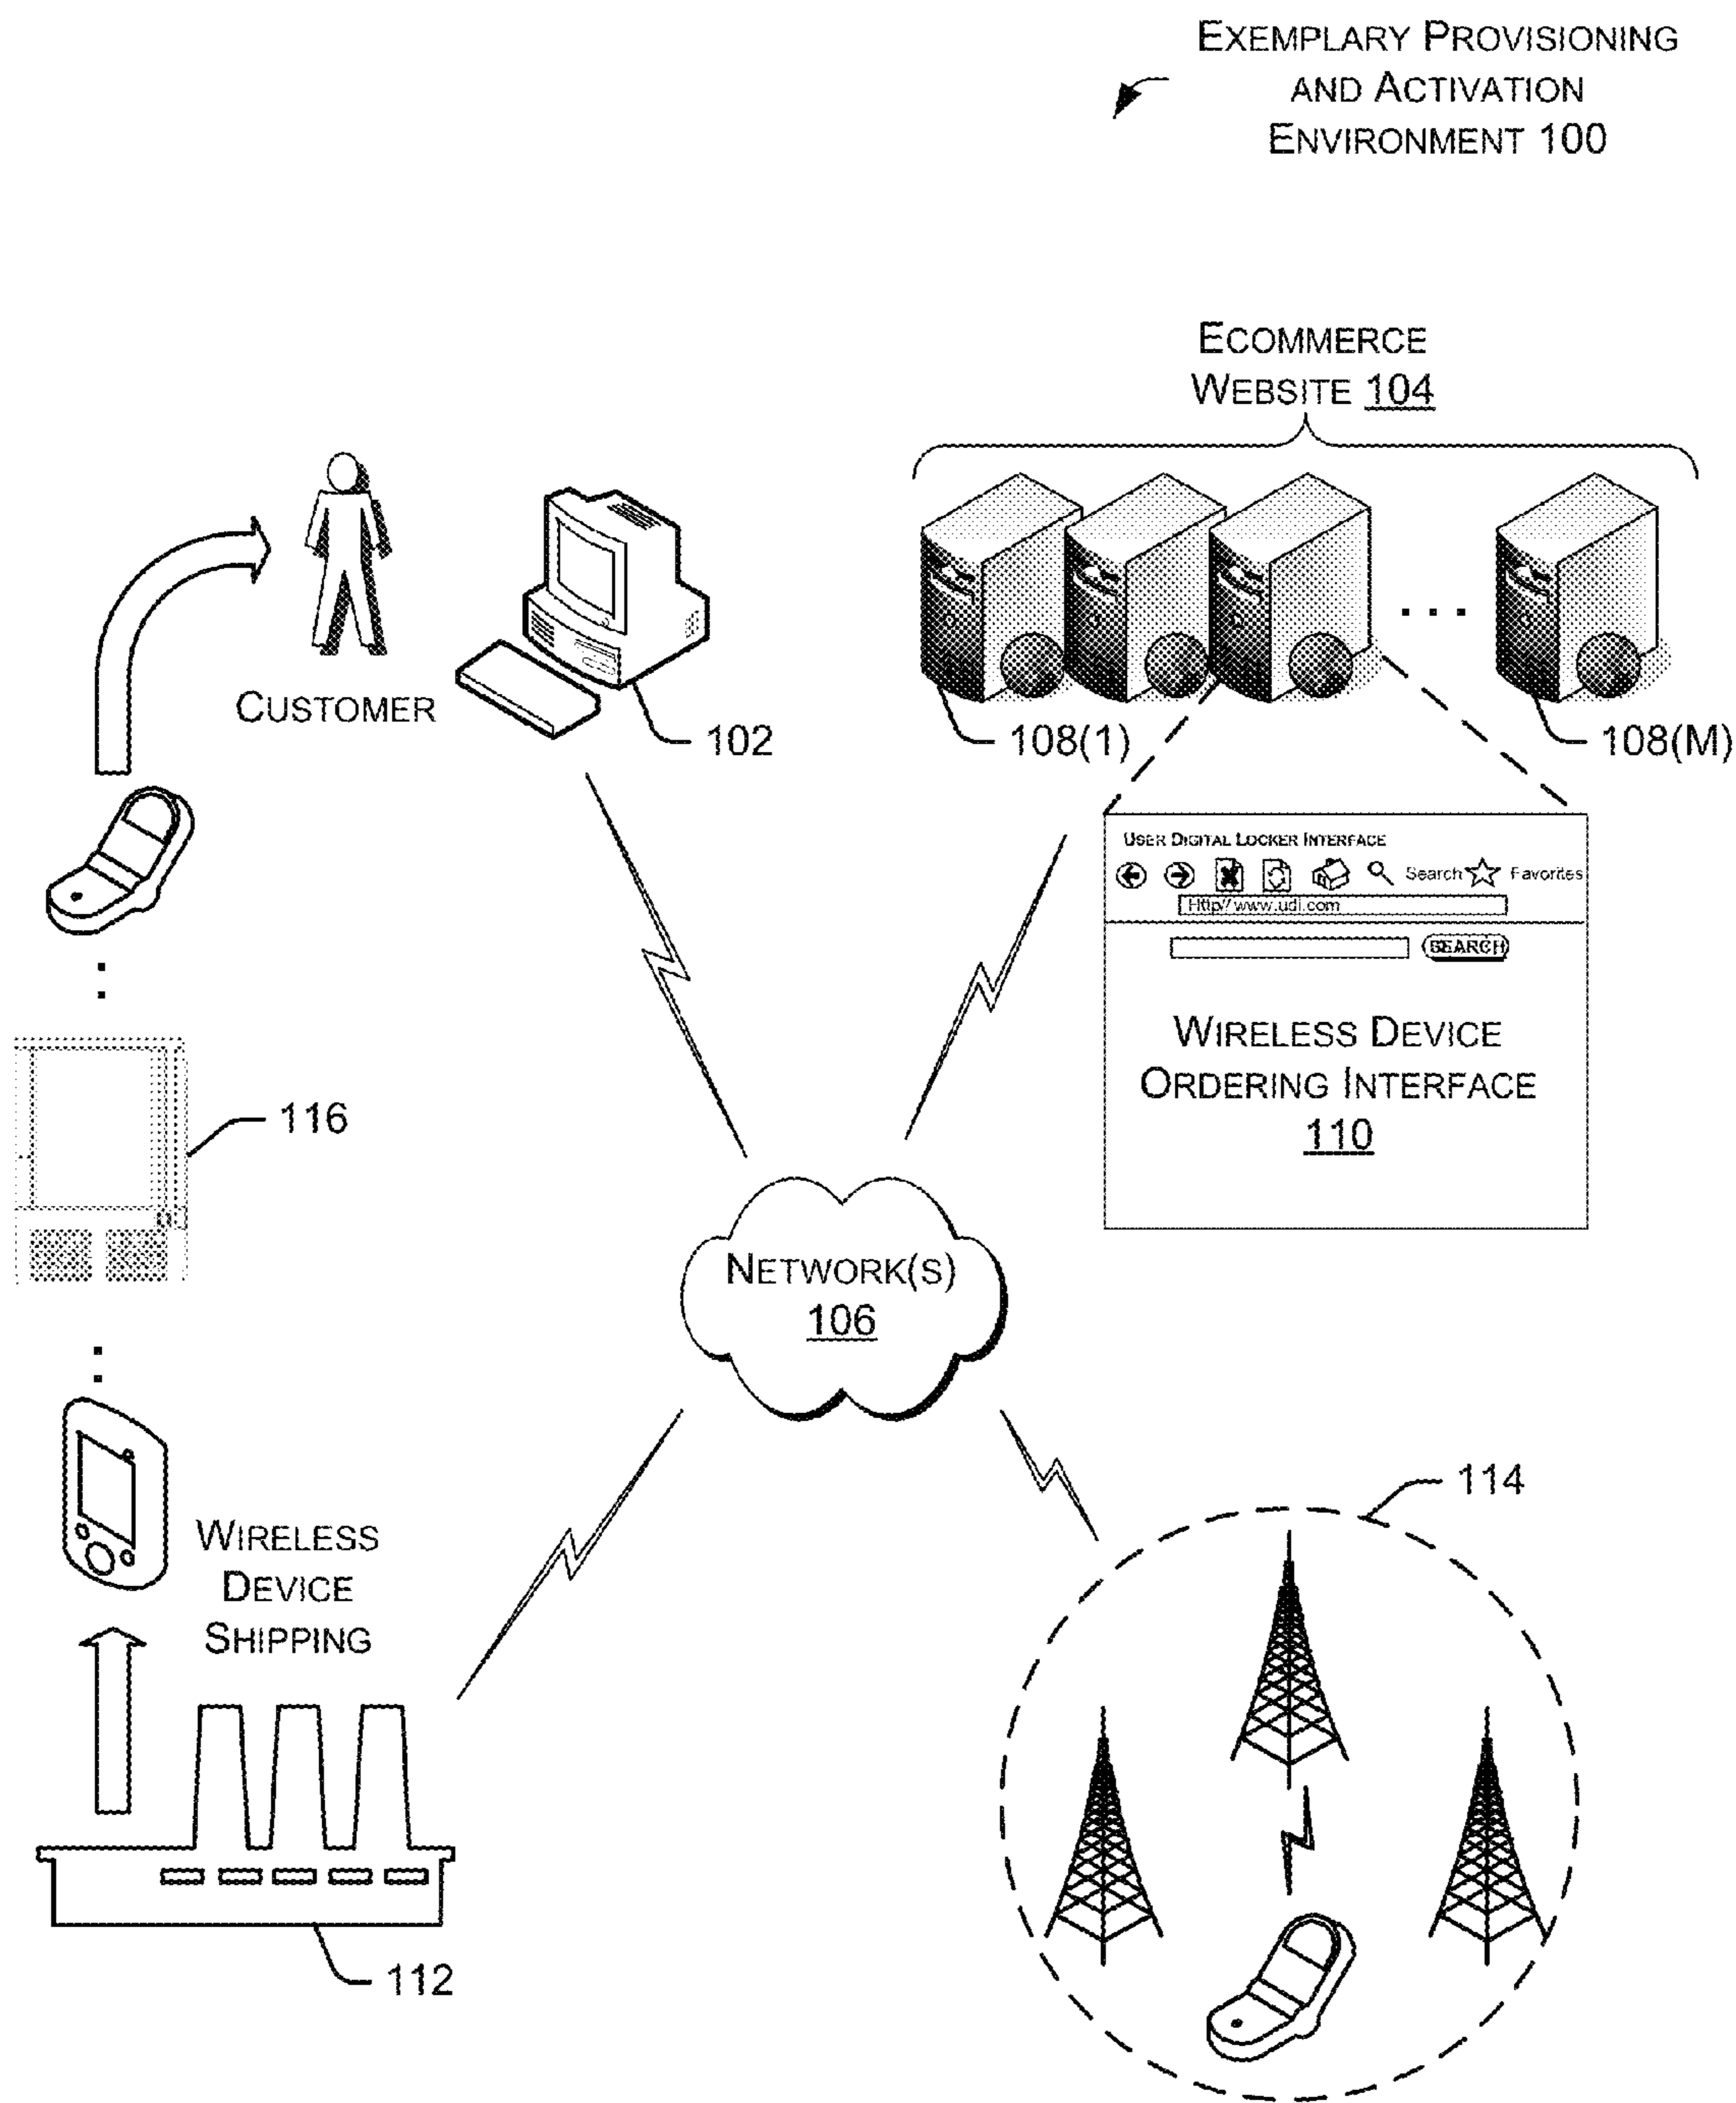 EXEMPLARY PROVISIONING
AND ACTIVATION
ENVIRONMENT 100
ECOMMERCE
WEBSITE 104
CUSTOMER
102
108(1)
108(M)
USER DIGITAL LOCKER INTERFACE
Search
Favorites
Http//www.udi.com
SEARCH
WIRELESS DEVICE
ORDERING INTERFACE
110
116
NETWORK(S)
106
114
WIRELESS
DEVICE
SHIPPING
112